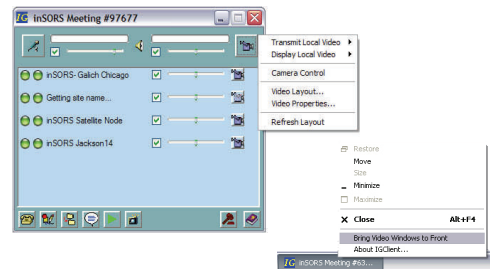 IG inSORS Meeting #97677
Transmit Local Video
Display Local Video
Camera Control
Video Layout...
Video Properties...
Refresh Layout
inSORS- Galich Chicago
Getting site name...
inSORS Satellite Node
inSORS Jackson14
Restore
Move
Size
Minimize
Maximize
Close Alt+F4
Bring Video Windows to Front
About IGClient...
IG inSORS Meeting #63...